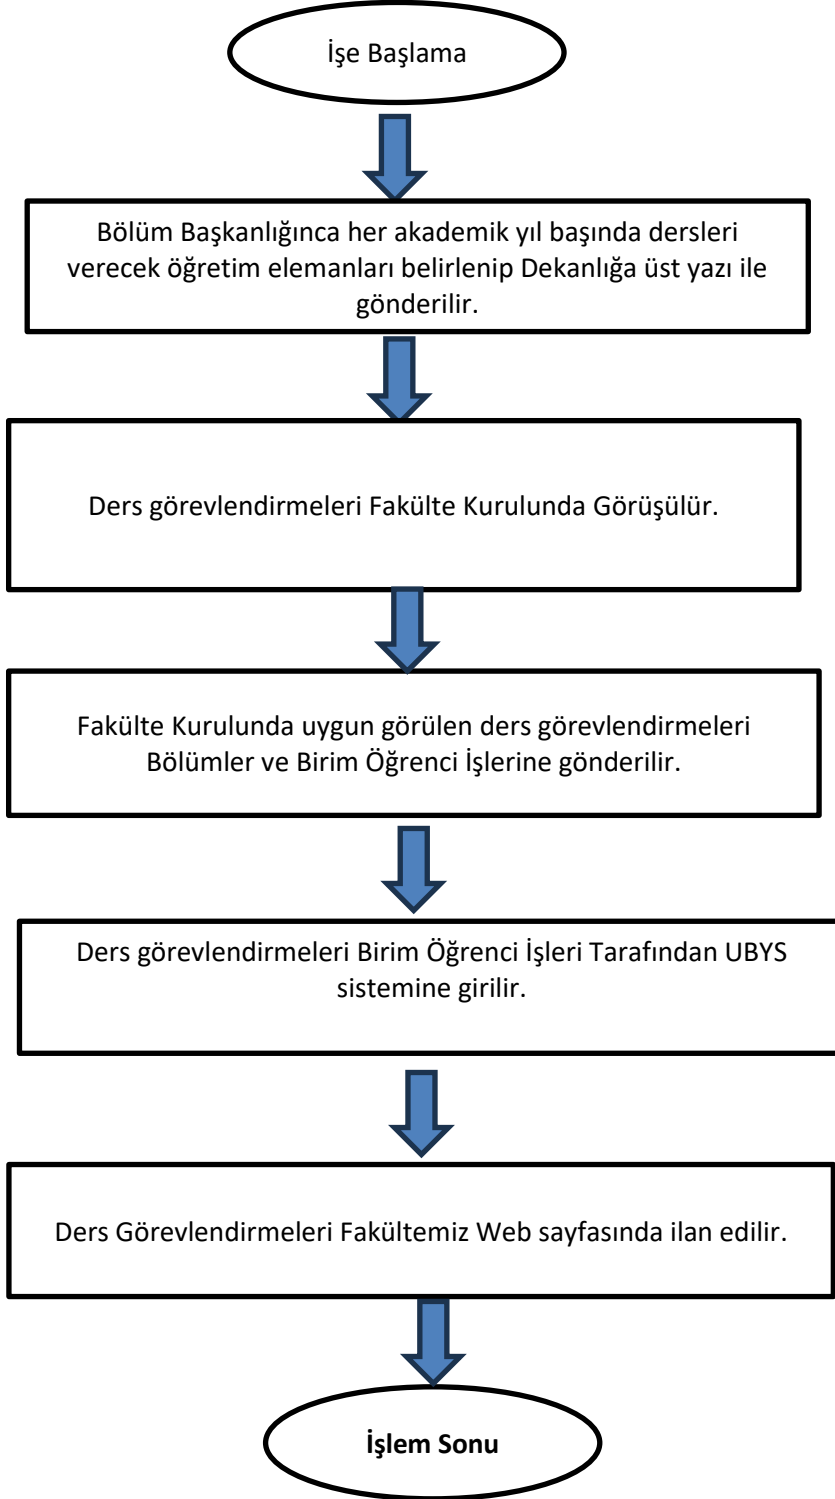 İşe Başlama
Bölüm Başkanlığınca her akademik yıl başında dersleri
verecek öğretim elemanları belirlenip Dekanlığa üst yazı ile
gönderilir.
Ders görevlendirmeleri Fakülte Kurulunda Görüşülür.
Fakülte Kurulunda uygun görülen ders görevlendirmeleri
Bölümler ve Birim Öğrenci İşlerine gönderilir.
Ders görevlendirmeleri Birim Öğrenci İşleri Tarafından UBYS
sistemine girilir.
Ders Görevlendirmeleri Fakültemiz Web sayfasında ilan edilir.
İşlem Sonu